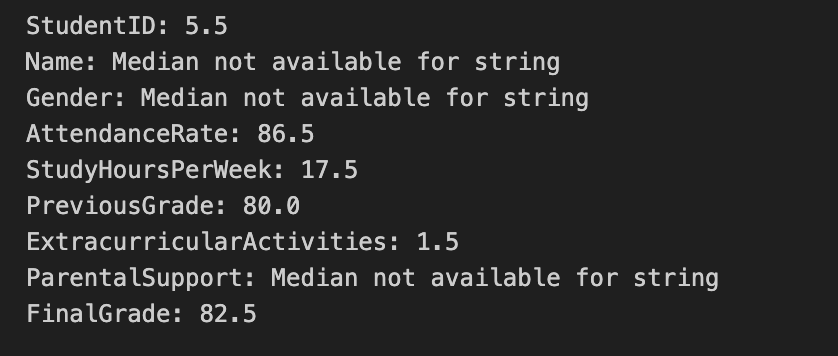 StudentID: 5.5
Name: Median not available for string
Gender: Median not available for string
AttendanceRate: 86.5
StudyHoursPerWeek: 17.5
PreviousGrade: 80.0
ExtracurricularActivities: 1.5
ParentalSupport: Median not available for string
FinalGrade: 82.5